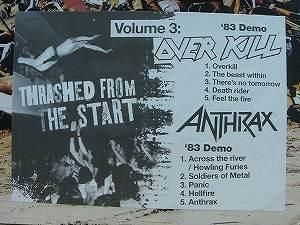 Volume 3:
'83 Demo
OVER KILL
1. Overkill
2. The beast within
3. There's no tomorrow
4. Death rider
5. Feel the fire
THRASHED FROM
THE START
ANTHRAX
'83 Demo
1. Across the river
/ Howling Furies
2. Soldiers of Metal
3. Panic
4. Hellfire
5. Anthrax